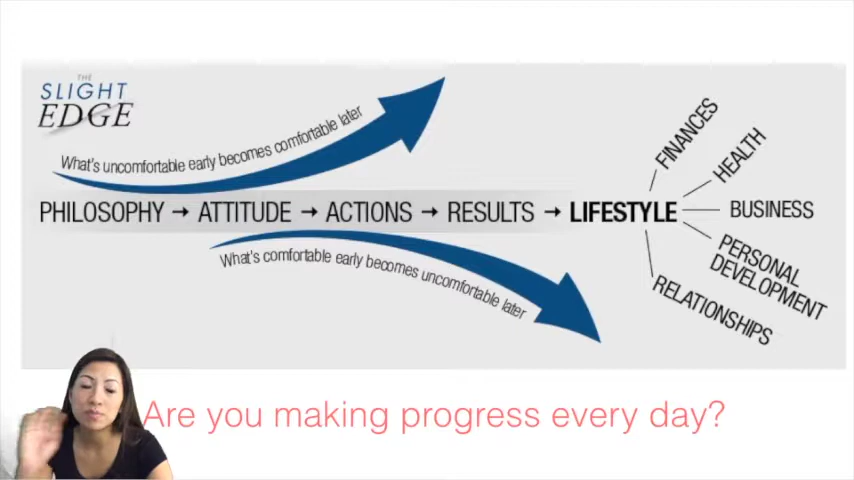 THE
SLIGHT
EDGE
What's uncomfortable early becomes comfortable later
PHILOSOPHY → ATTITUDE → ACTIONS → RESULTS → LIFESTYLE
What's comfortable early becomes uncomfortable later
FINANCES
HEALTH
BUSINESS
PERSONAL
DEVELOPMENT
RELATIONSHIPS
Are you making progress every day?